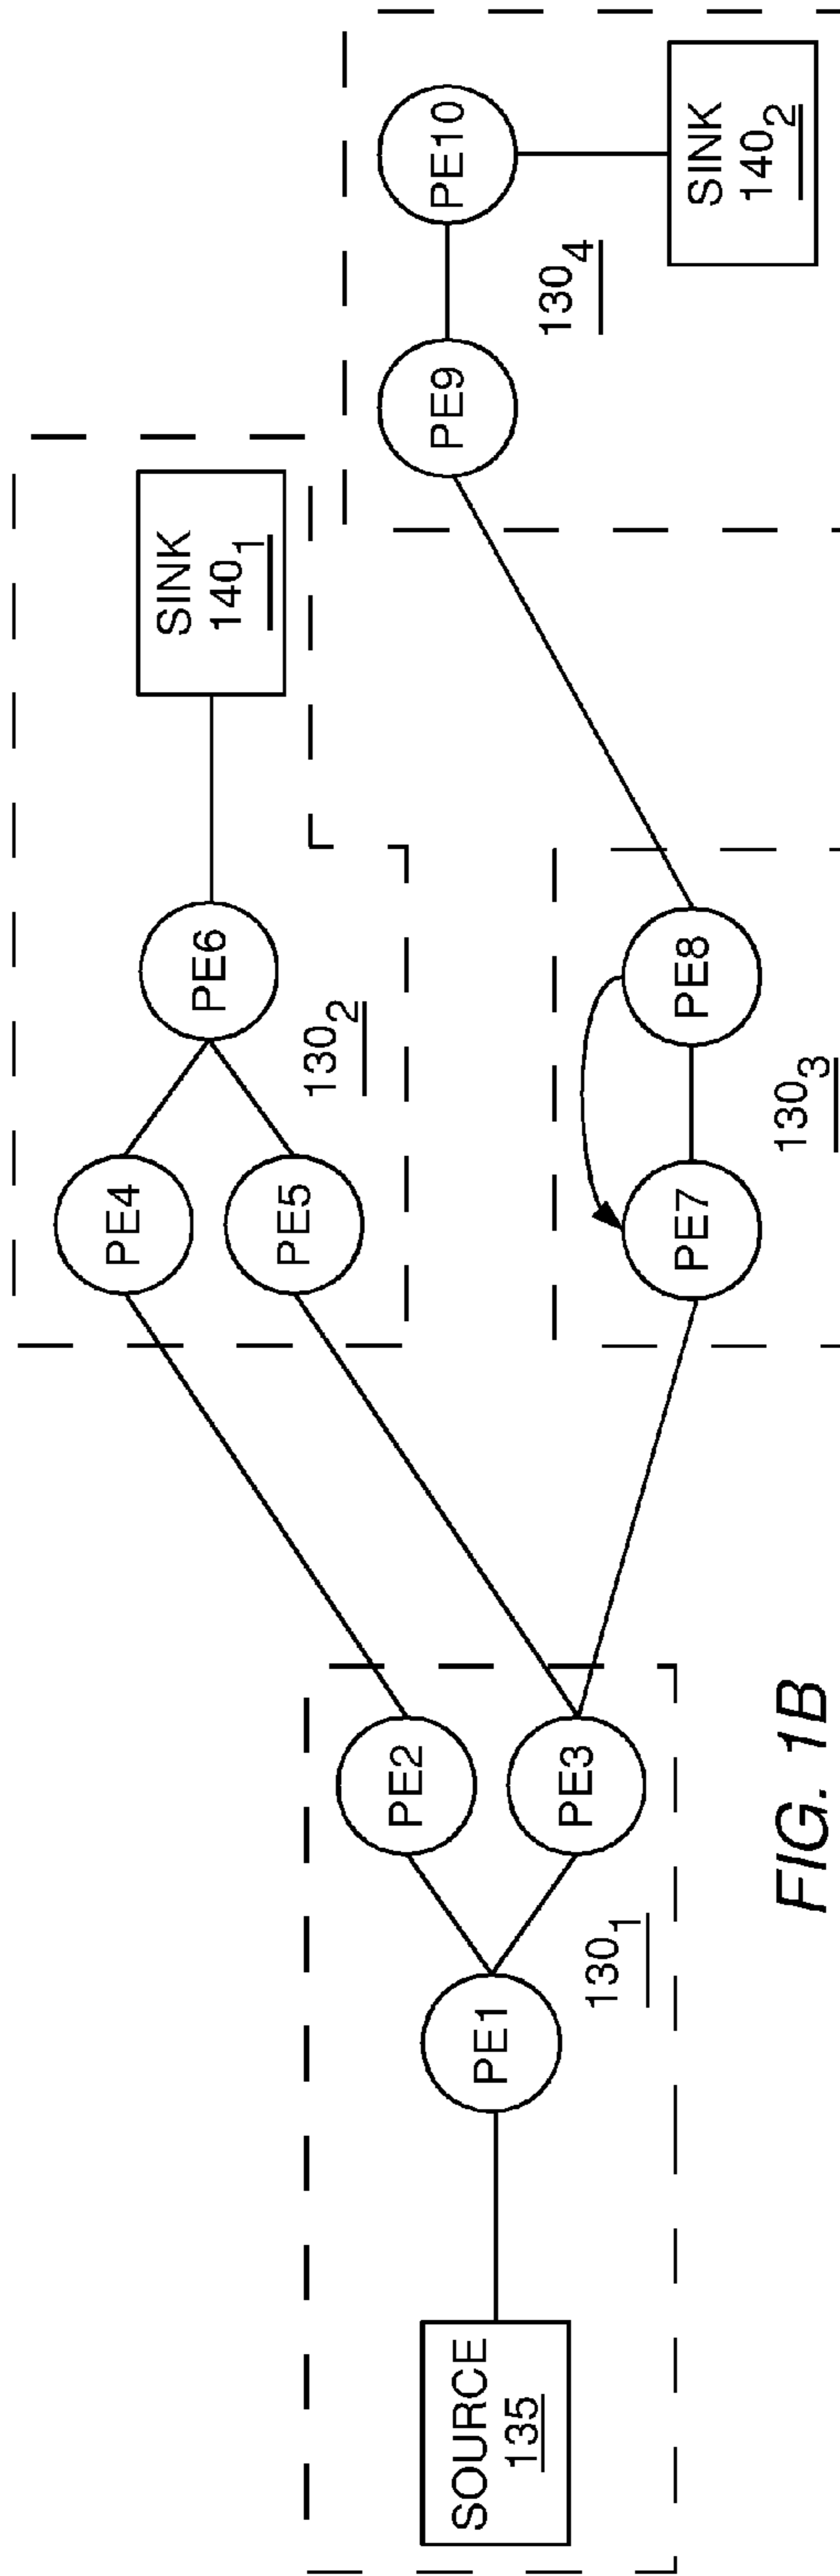 SOURCE
135
PE1
PE2
PE3
130₁
PE4
PE5
PE6
130₂
SINK
140₁
PE7
PE8
130₃
PE9
PE10
130₄
SINK
140₂
FIG. 1B